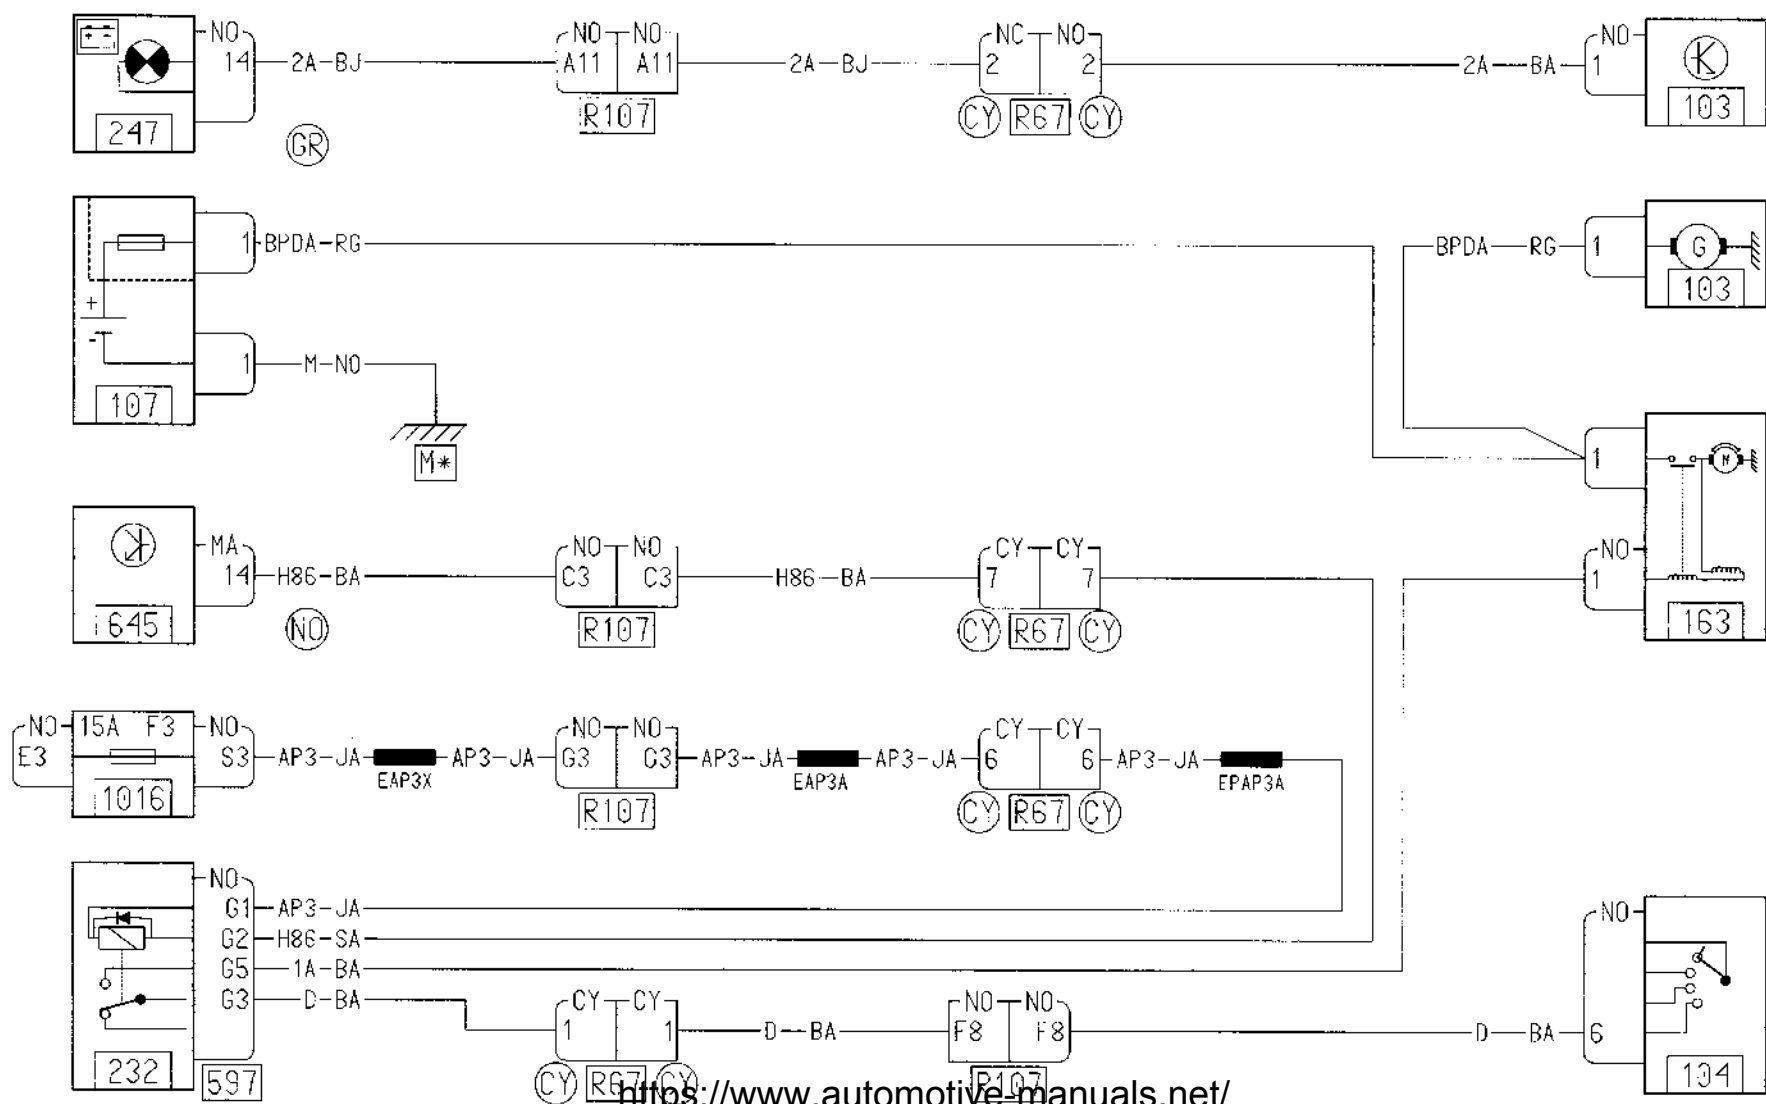 NO
14 2A-BJ
247
GR
NO NO
A11 A11
R107
2A-BJ
NC NO
2 2
CY R67 CY
2A BA
NO
1
103
+ -
1 BPDA-RG
+
-
1 M-NO
107
M*
BPDA RG 1
G
103
1
M
NO
1
163
MA
14 H86-BA
1645
NO
NO NO
C3 C3
R107
H86-BA
CY CY
7 7
CY R67 CY
NO 15A F3 NO
E3 S3 AP3-JA AP3-JA
EAP3X
1016
NO NO
G3 G3
R107
AP3-JA AP3-JA
EAP3A
CY CY
6 6
CY R67 CY
AP3-JA
EPAP3A
NO
G1 AP3-JA
G2 H86-SA
G5 1A-BA
G3 D-BA
232 597
CY CY
1 1
CY R67 CY
D-BA
NO NO
F8 F8
R107
D BA
NO
6
104
https://www.automotive-manuals.net/